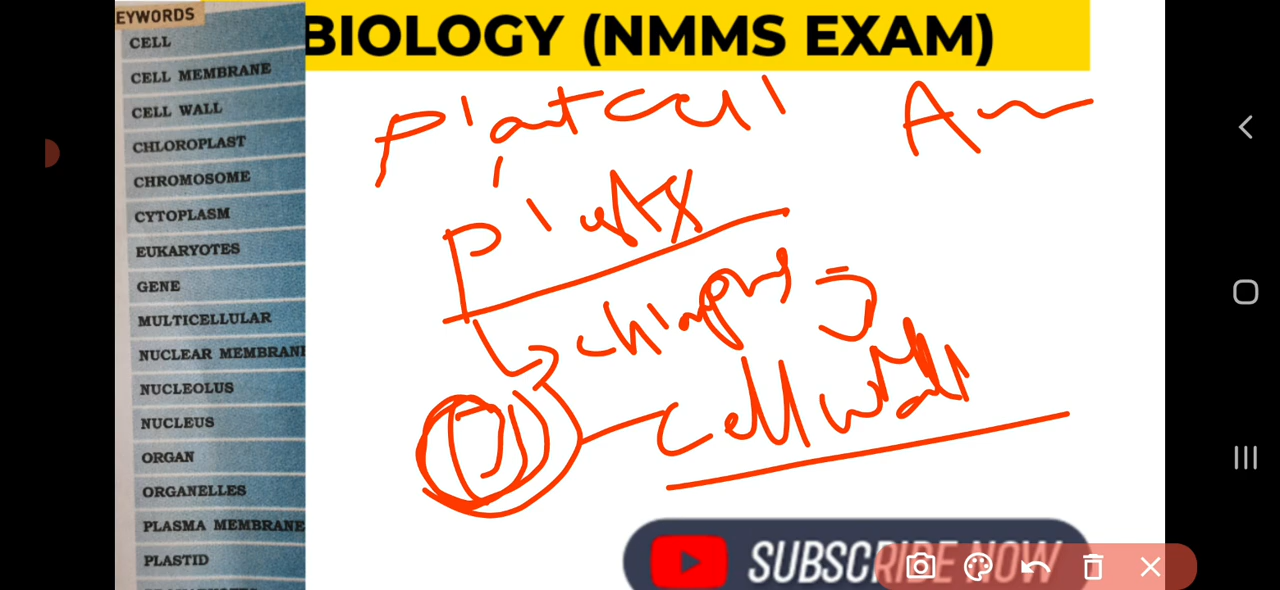 EYWORDS
CELL
CELL MEMBRANE
CELL WALL
CHLOROPLAST
CHROMOSOME
CYTOPLASM
EUKARYOTES
GENE
MULTICELLULAR
NUCLEAR MEMBRANE
NUCLEOLUS
NUCLEUS
ORGAN
ORGANELLES
PLASMA MEMBRANE
PLASTID
BIOLOGY (NMMS EXAM)
Plant cell
Cell wall
SUBSCRIBE NOW